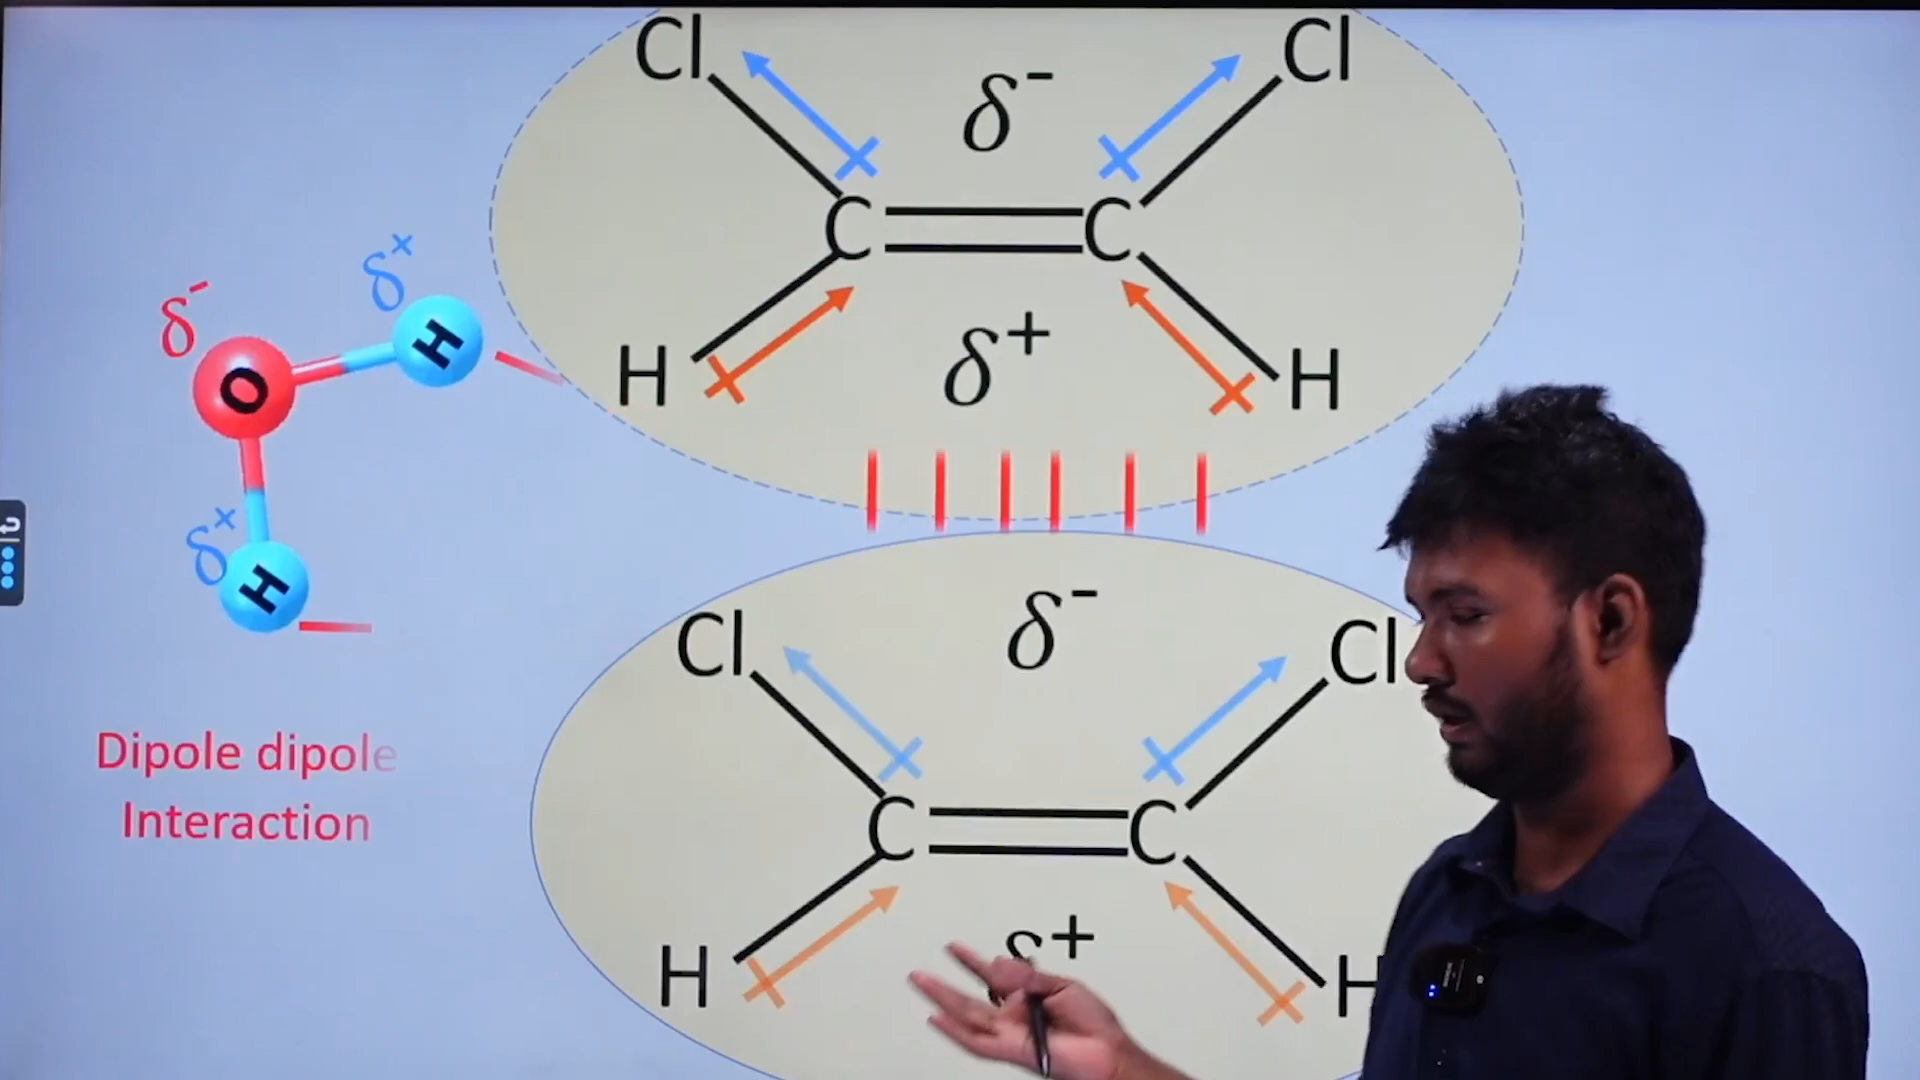 Cl Cl
δ⁻
C C
δ⁺
H H
δ⁻
δ⁺
O H
δ⁺
H
δ⁻
Cl Cl
C C
δ⁺
H H
Dipole dipole
Interaction